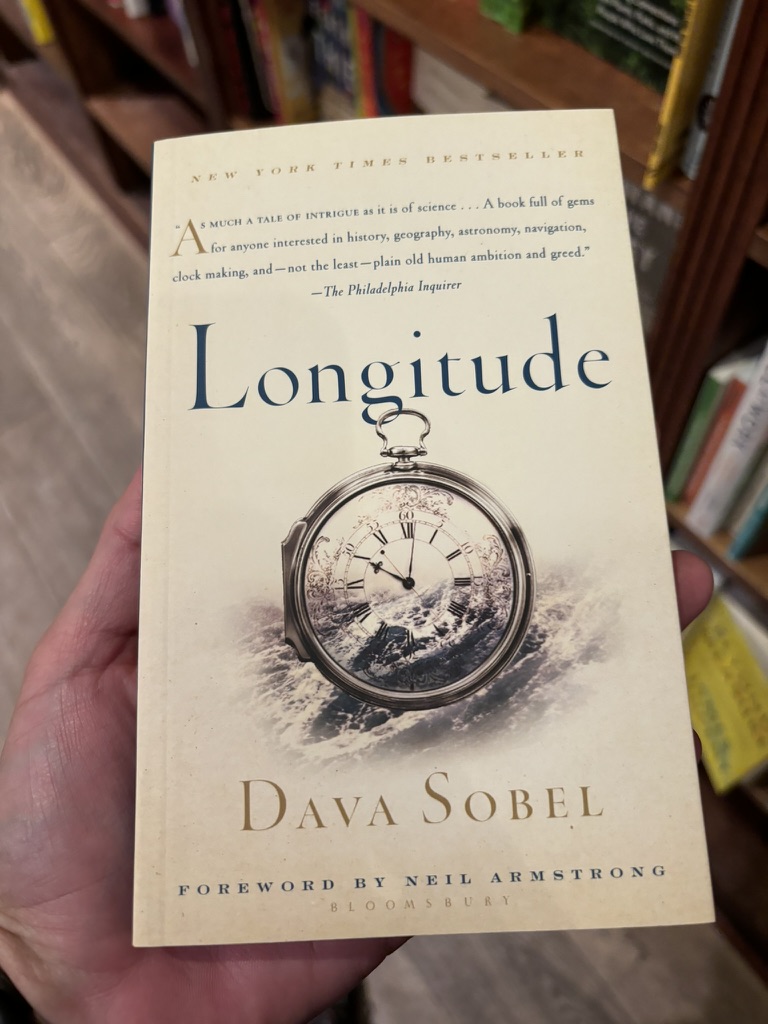 NEW YORK TIMES BESTSELLER
"AS MUCH A TALE OF INTRIGUE as it is of science . . . A book full of gems
for anyone interested in history, geography, astronomy, navigation,
clock making, and—not the least—plain old human ambition and greed."
—The Philadelphia Inquirer
Longitude
60
DAVA SOBEL
FOREWORD BY NEIL ARMSTRONG
BLOOMSBURY